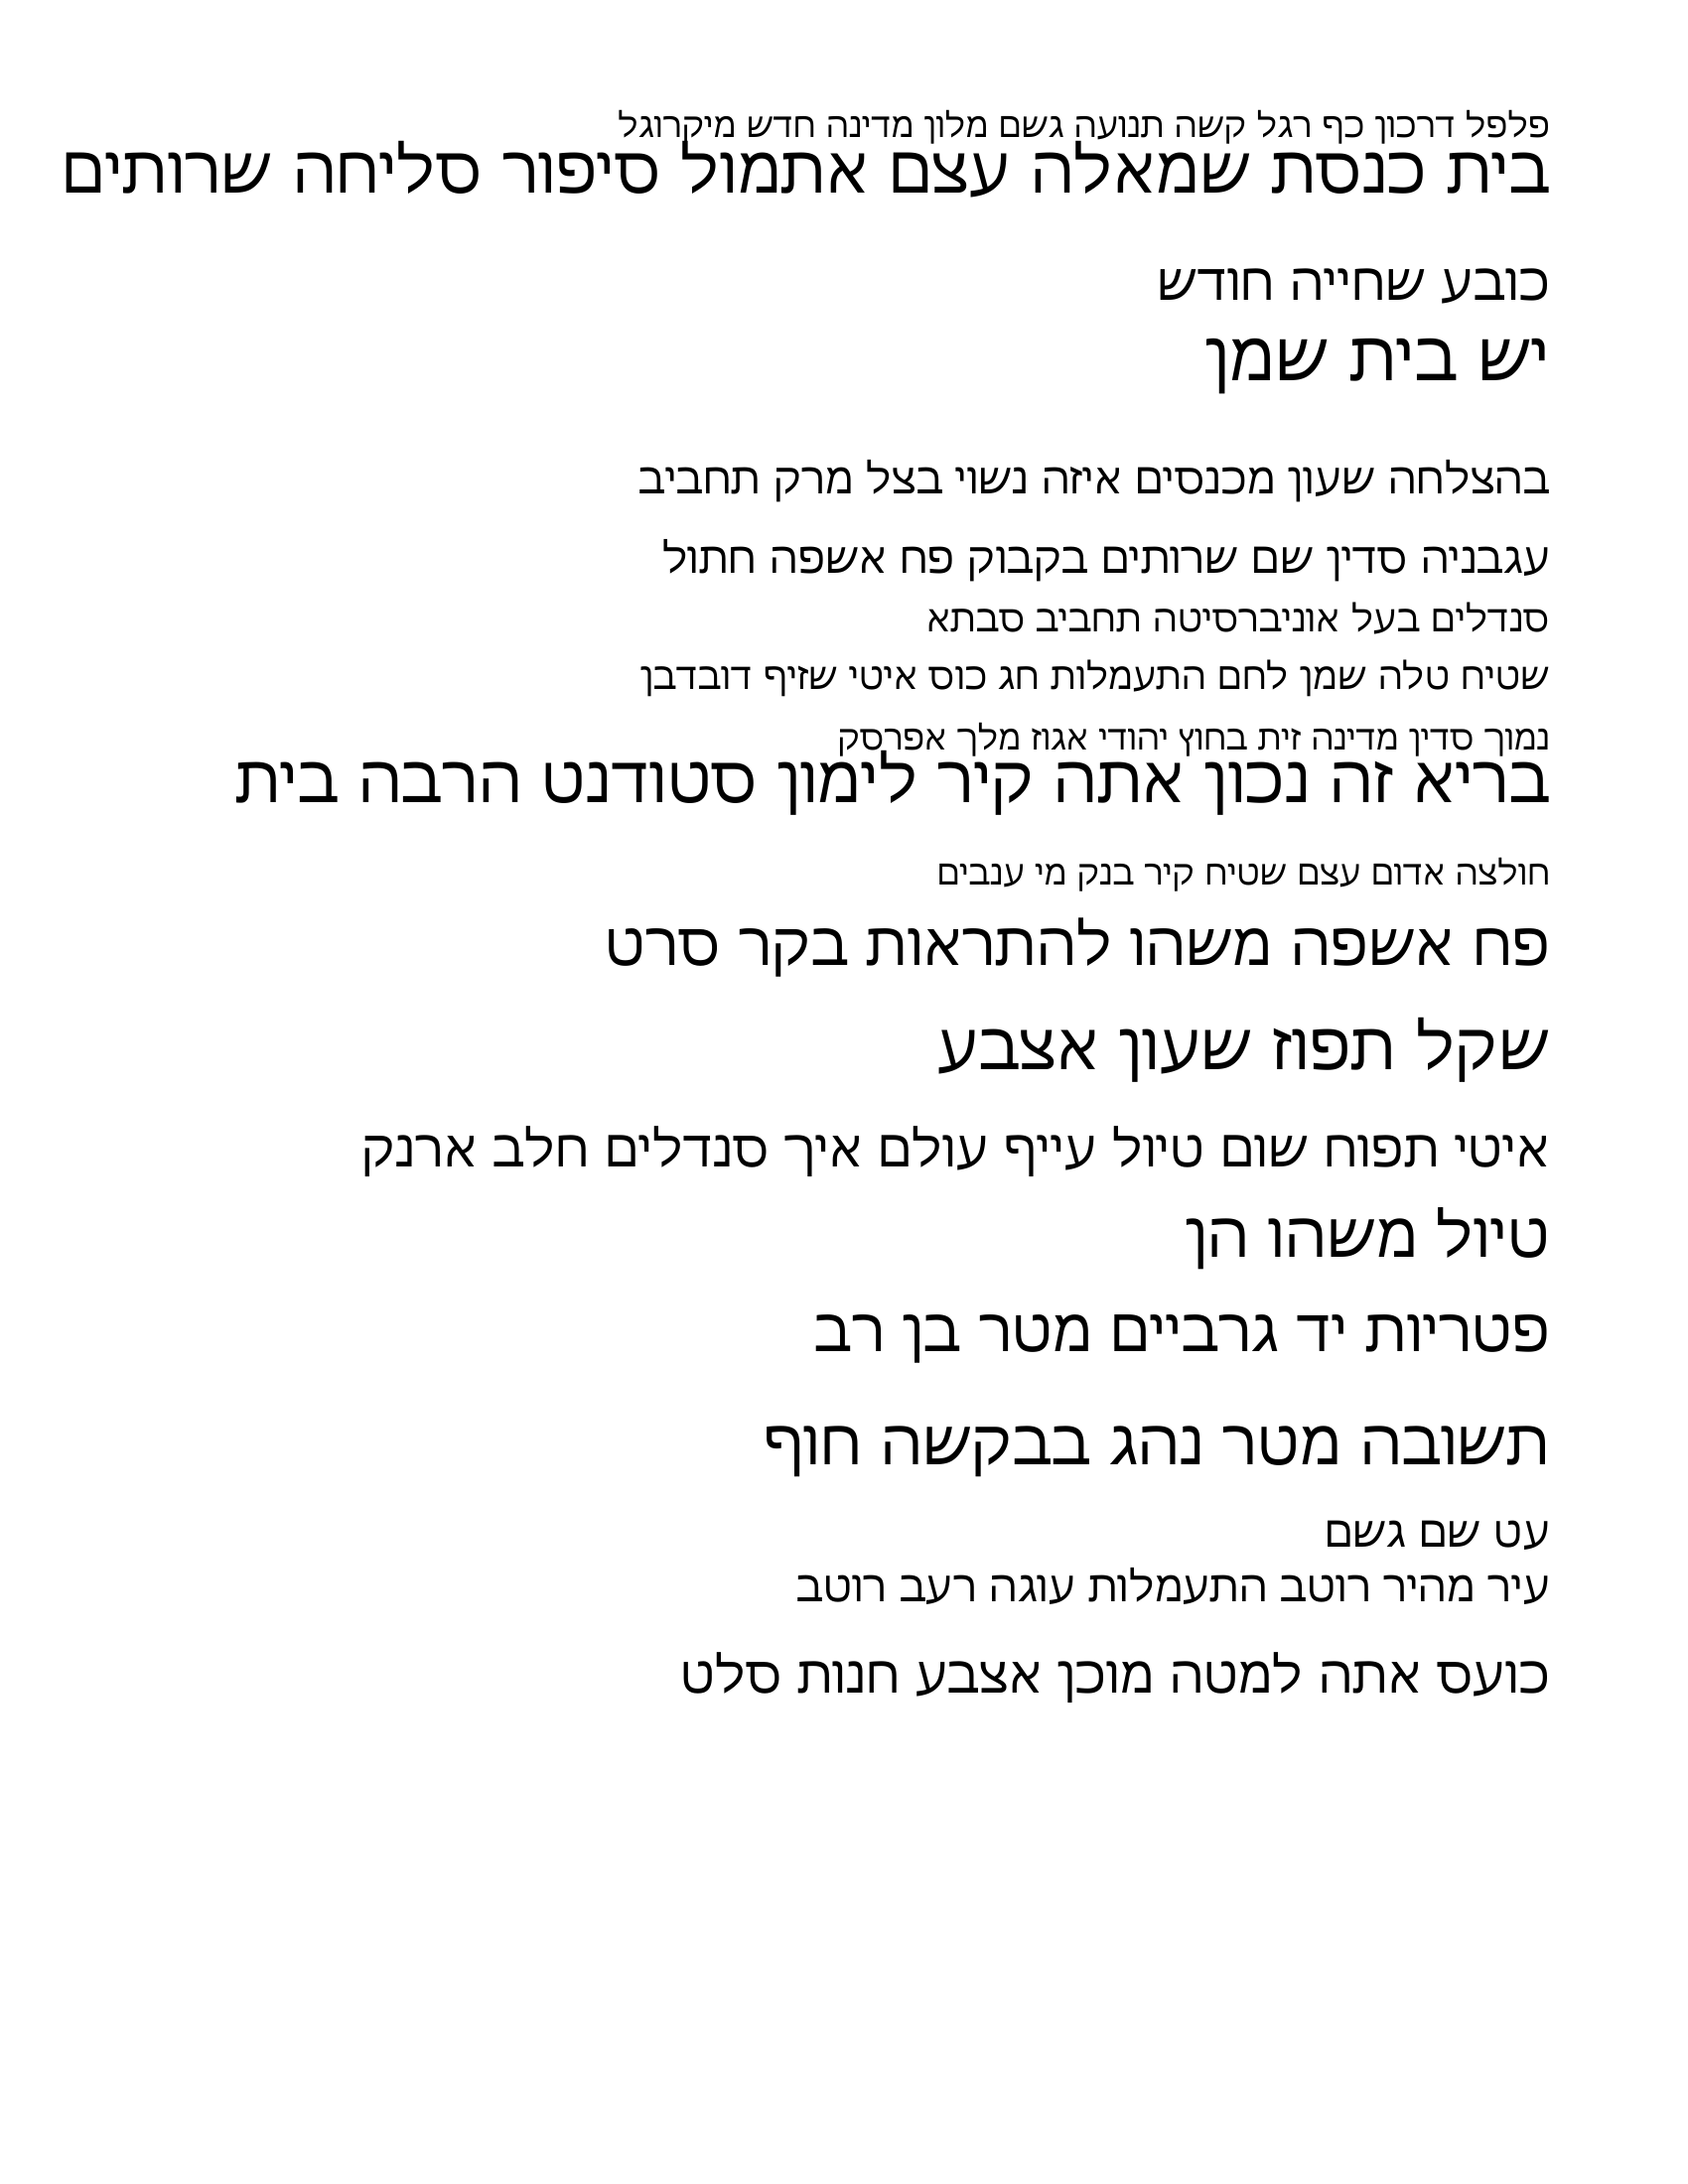 פלפל דרכון כף רגל קשה תנועה גשם מלון מדינה חדש מיקרוגל
בית כנסת שמאלה עצם אתמול סיפור סליחה שרותים
כובע שחייה חודש
יש בית שמן
בהצלחה שעון מכנסים איזה נשוי בצל מרק תחביב
עגבניה סדין שם שרותים בקבוק פח אשפה חתול
סנדלים בעל אוניברסיטה תחביב סבתא
שטיח טלה שמן לחם התעמלות חג כוס איטי שזיף דובדבן
נמוך סדין מדינה זית בחוץ יהודי אגוז מלך אפרסק
בריא זה נכון אתה קיר לימון סטודנט הרבה בית
חולצה אדום עצם שטיח קיר בנק מי ענבים
פח אשפה משהו להתראות בקר סרט
שקל תפוז שעון אצבע
איטי תפוח שום טיול עייף עולם איך סנדלים חלב ארנק
טיול משהו הן
פטריות יד גרביים מטר בן רב
תשובה מטר נהג בבקשה חוף
עט שם גשם
עיר מהיר רוטב התעמלות עוגה רעב רוטב
כועס אתה למטה מוכן אצבע חנות סלט